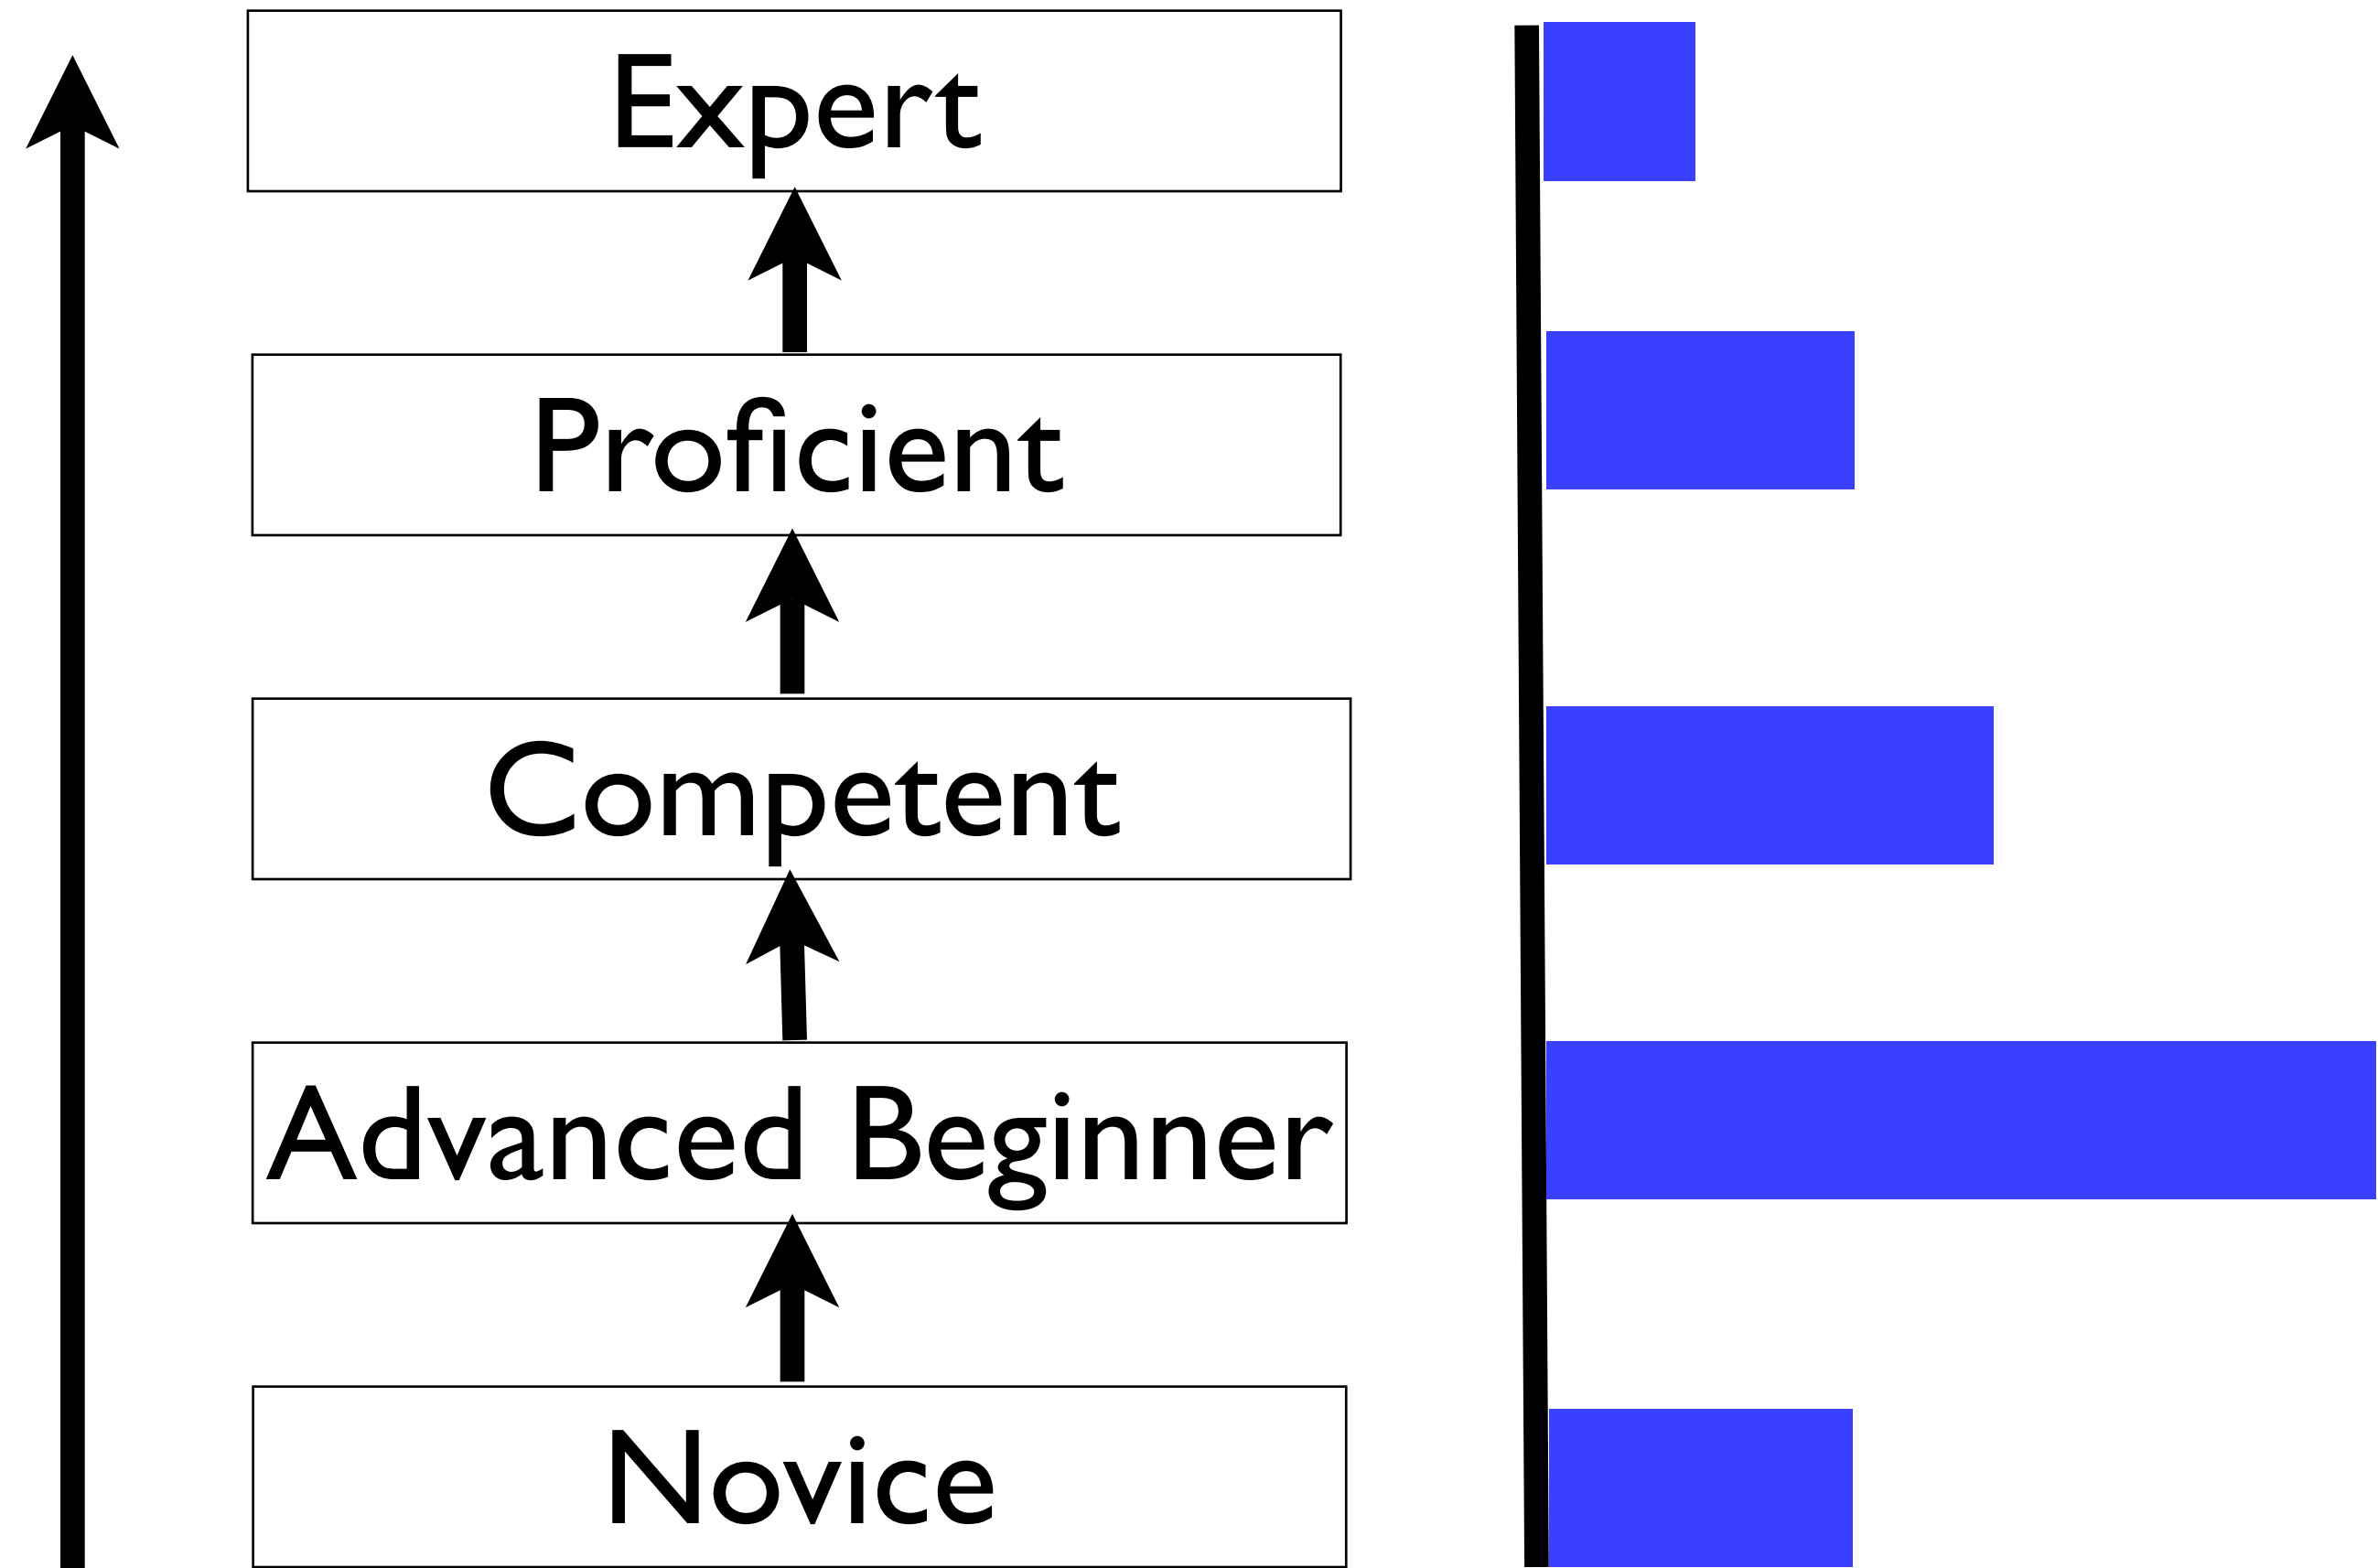 Expert
Proficient
Competent
Advanced Beginner
Novice